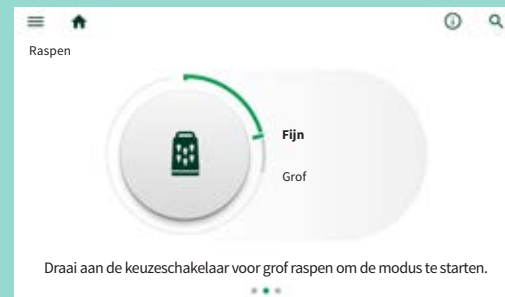 Raspen
Fijn
Grof
Draai aan de keuzeschakelaar voor grof raspen om de modus te starten.